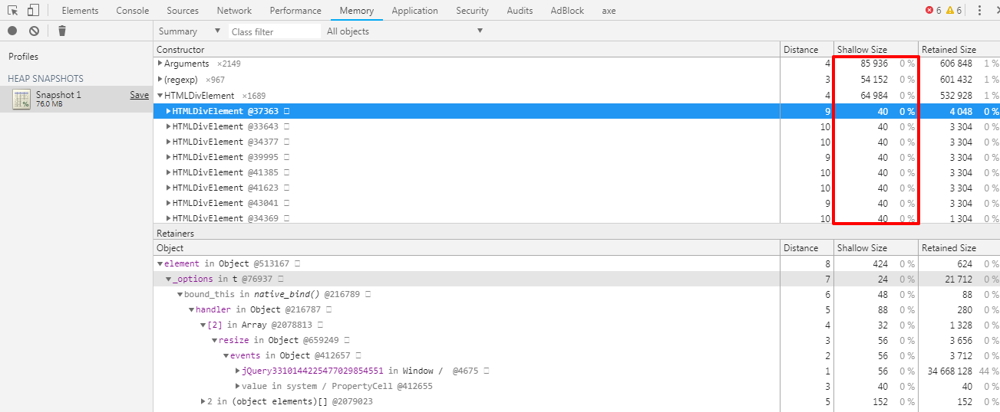 Elements Console Sources Network Performance Memory Application Security Audits AdBlock axe 6 6
Summary Class filter All objects
Profiles
HEAP SNAPSHOTS
Snapshot 1 Save
76.0 MB
%
Constructor Distance Shallow Size Retained Size
Arguments ×2149 4 85 936 0 % 606 848 1 %
(regexp) ×967 3 54 152 0 % 601 432 1 %
HTMLDivElement ×1689 4 64 984 0 % 532 928 1 %
HTMLDivElement @37363 9 40 0 % 4 048 0 %
HTMLDivElement @33643 10 40 0 % 3 304 0 %
HTMLDivElement @34377 10 40 0 % 3 304 0 %
HTMLDivElement @39995 9 40 0 % 3 304 0 %
HTMLDivElement @41385 10 40 0 % 3 304 0 %
HTMLDivElement @41623 10 40 0 % 3 304 0 %
HTMLDivElement @43041 9 40 0 % 3 304 0 %
HTMLDivElement @34369 10 40 0 % 1 304 0 %
Retainers
Object Distance Shallow Size Retained Size
element in Object @513167 8 424 0 % 624 0 %
_options in t @76937 7 24 0 % 21 712 0 %
bound_this in native_bind() @216789 6 48 0 % 88 0 %
handler in Object @216787 5 88 0 % 280 0 %
[2] in Array @2078813 4 32 0 % 1 328 0 %
resize in Object @659249 3 56 0 % 3 656 0 %
events in Object @412657 2 56 0 % 3 712 0 %
jQuery3310144225477029854551 in Window / @4675 1 56 0 % 34 668 128 44 %
value in system / PropertyCell @412655 3 40 0 % 40 0 %
2 in (object elements)[] @2079023 5 152 0 % 152 0 %